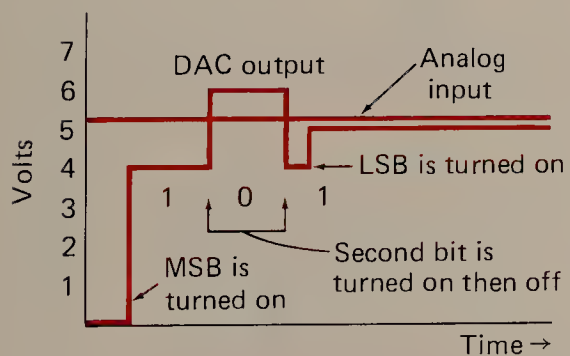 Volts
7
6
5
4
3
2
1
DAC output
Analog
input
LSB is turned on
1 0 1
Second bit is
turned on then off
MSB is
turned on
Time →